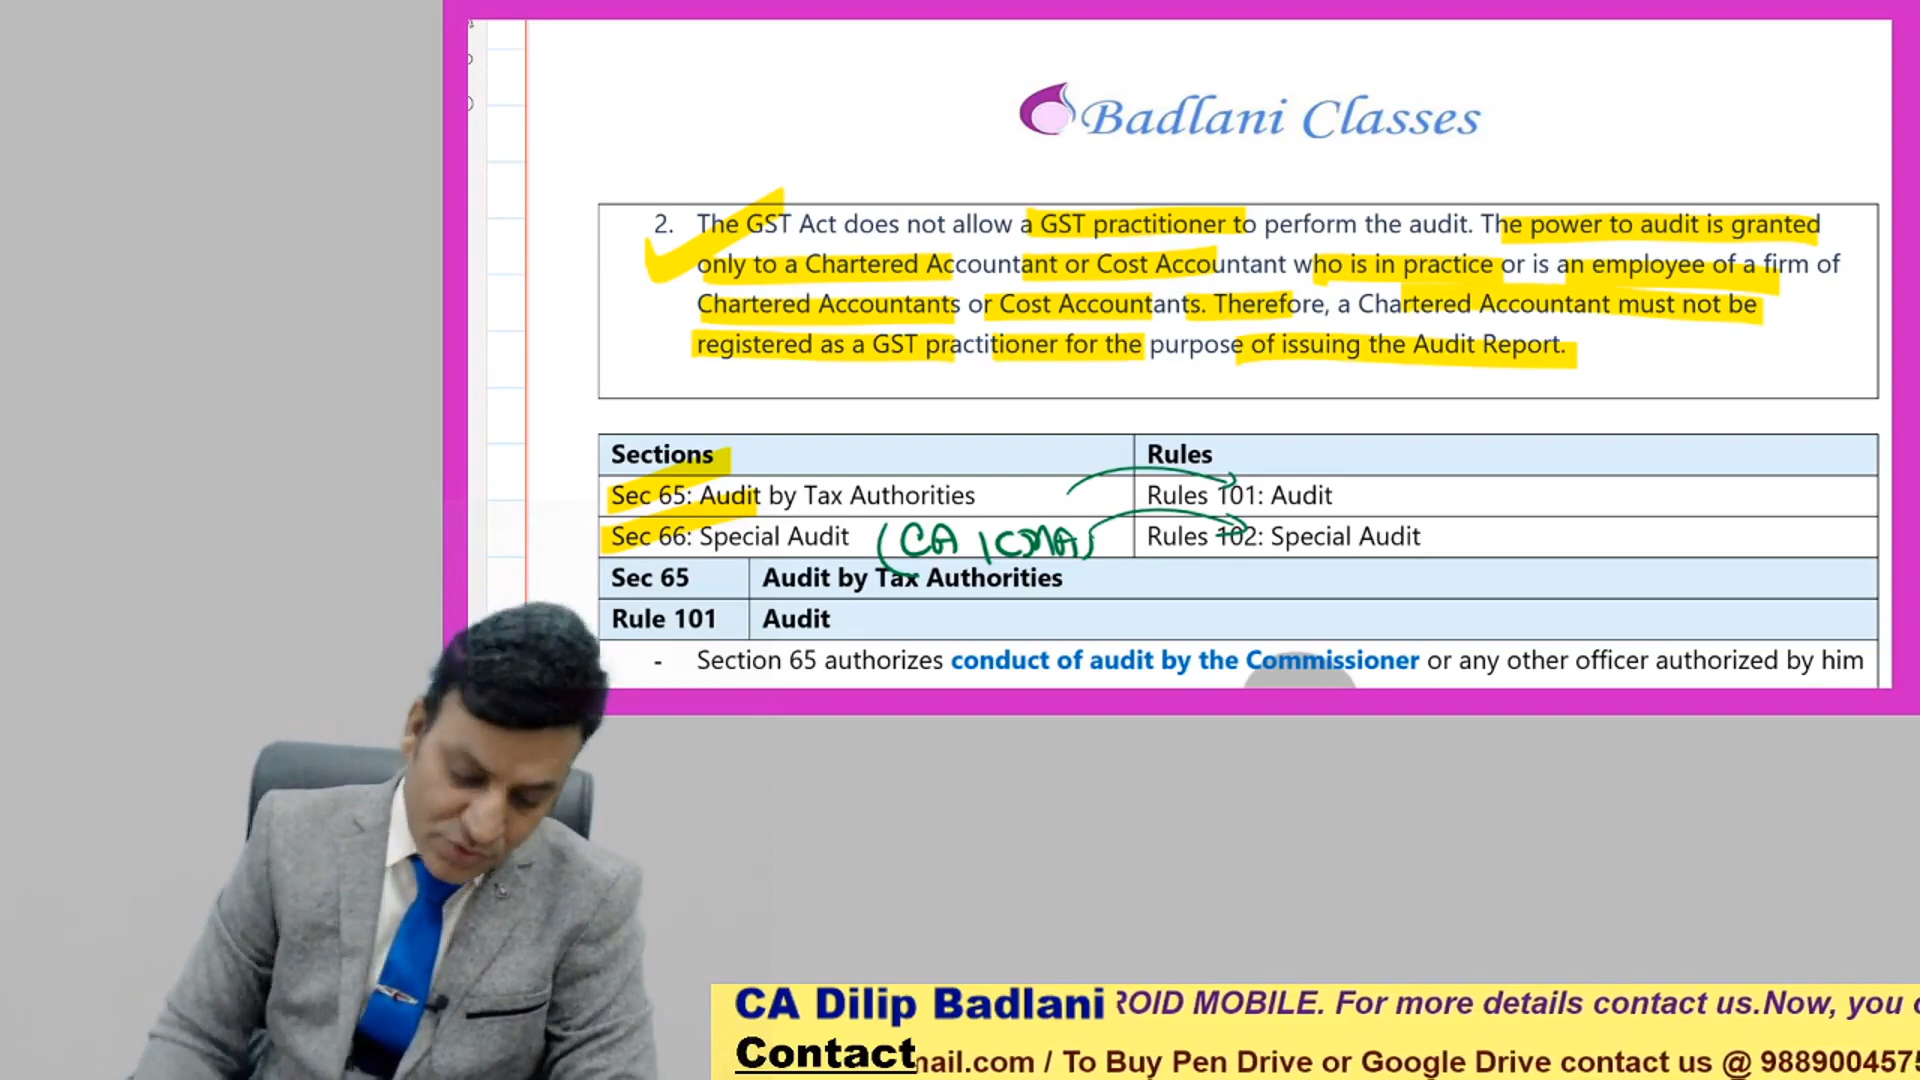 Badlani Classes
2. The GST Act does not allow a GST practitioner to perform the audit. The power to audit is granted
only to a Chartered Accountant or Cost Accountant who is in practice or is an employee of a firm of
Chartered Accountants or Cost Accountants. Therefore, a Chartered Accountant must not be
registered as a GST practitioner for the purpose of issuing the Audit Report.
Sections Rules
Sec 65: Audit by Tax Authorities Rules 101: Audit
Sec 66: Special Audit (CA / CMA) Rules 102: Special Audit
Sec 65 Audit by Tax Authorities
Rule 101 Audit
- Section 65 authorizes conduct of audit by the Commissioner or any other officer authorized by him
CA Dilip Badlani ROID MOBILE. For more details contact us.Now, you
Contact mail.com / To Buy Pen Drive or Google Drive contact us @ 9889004575